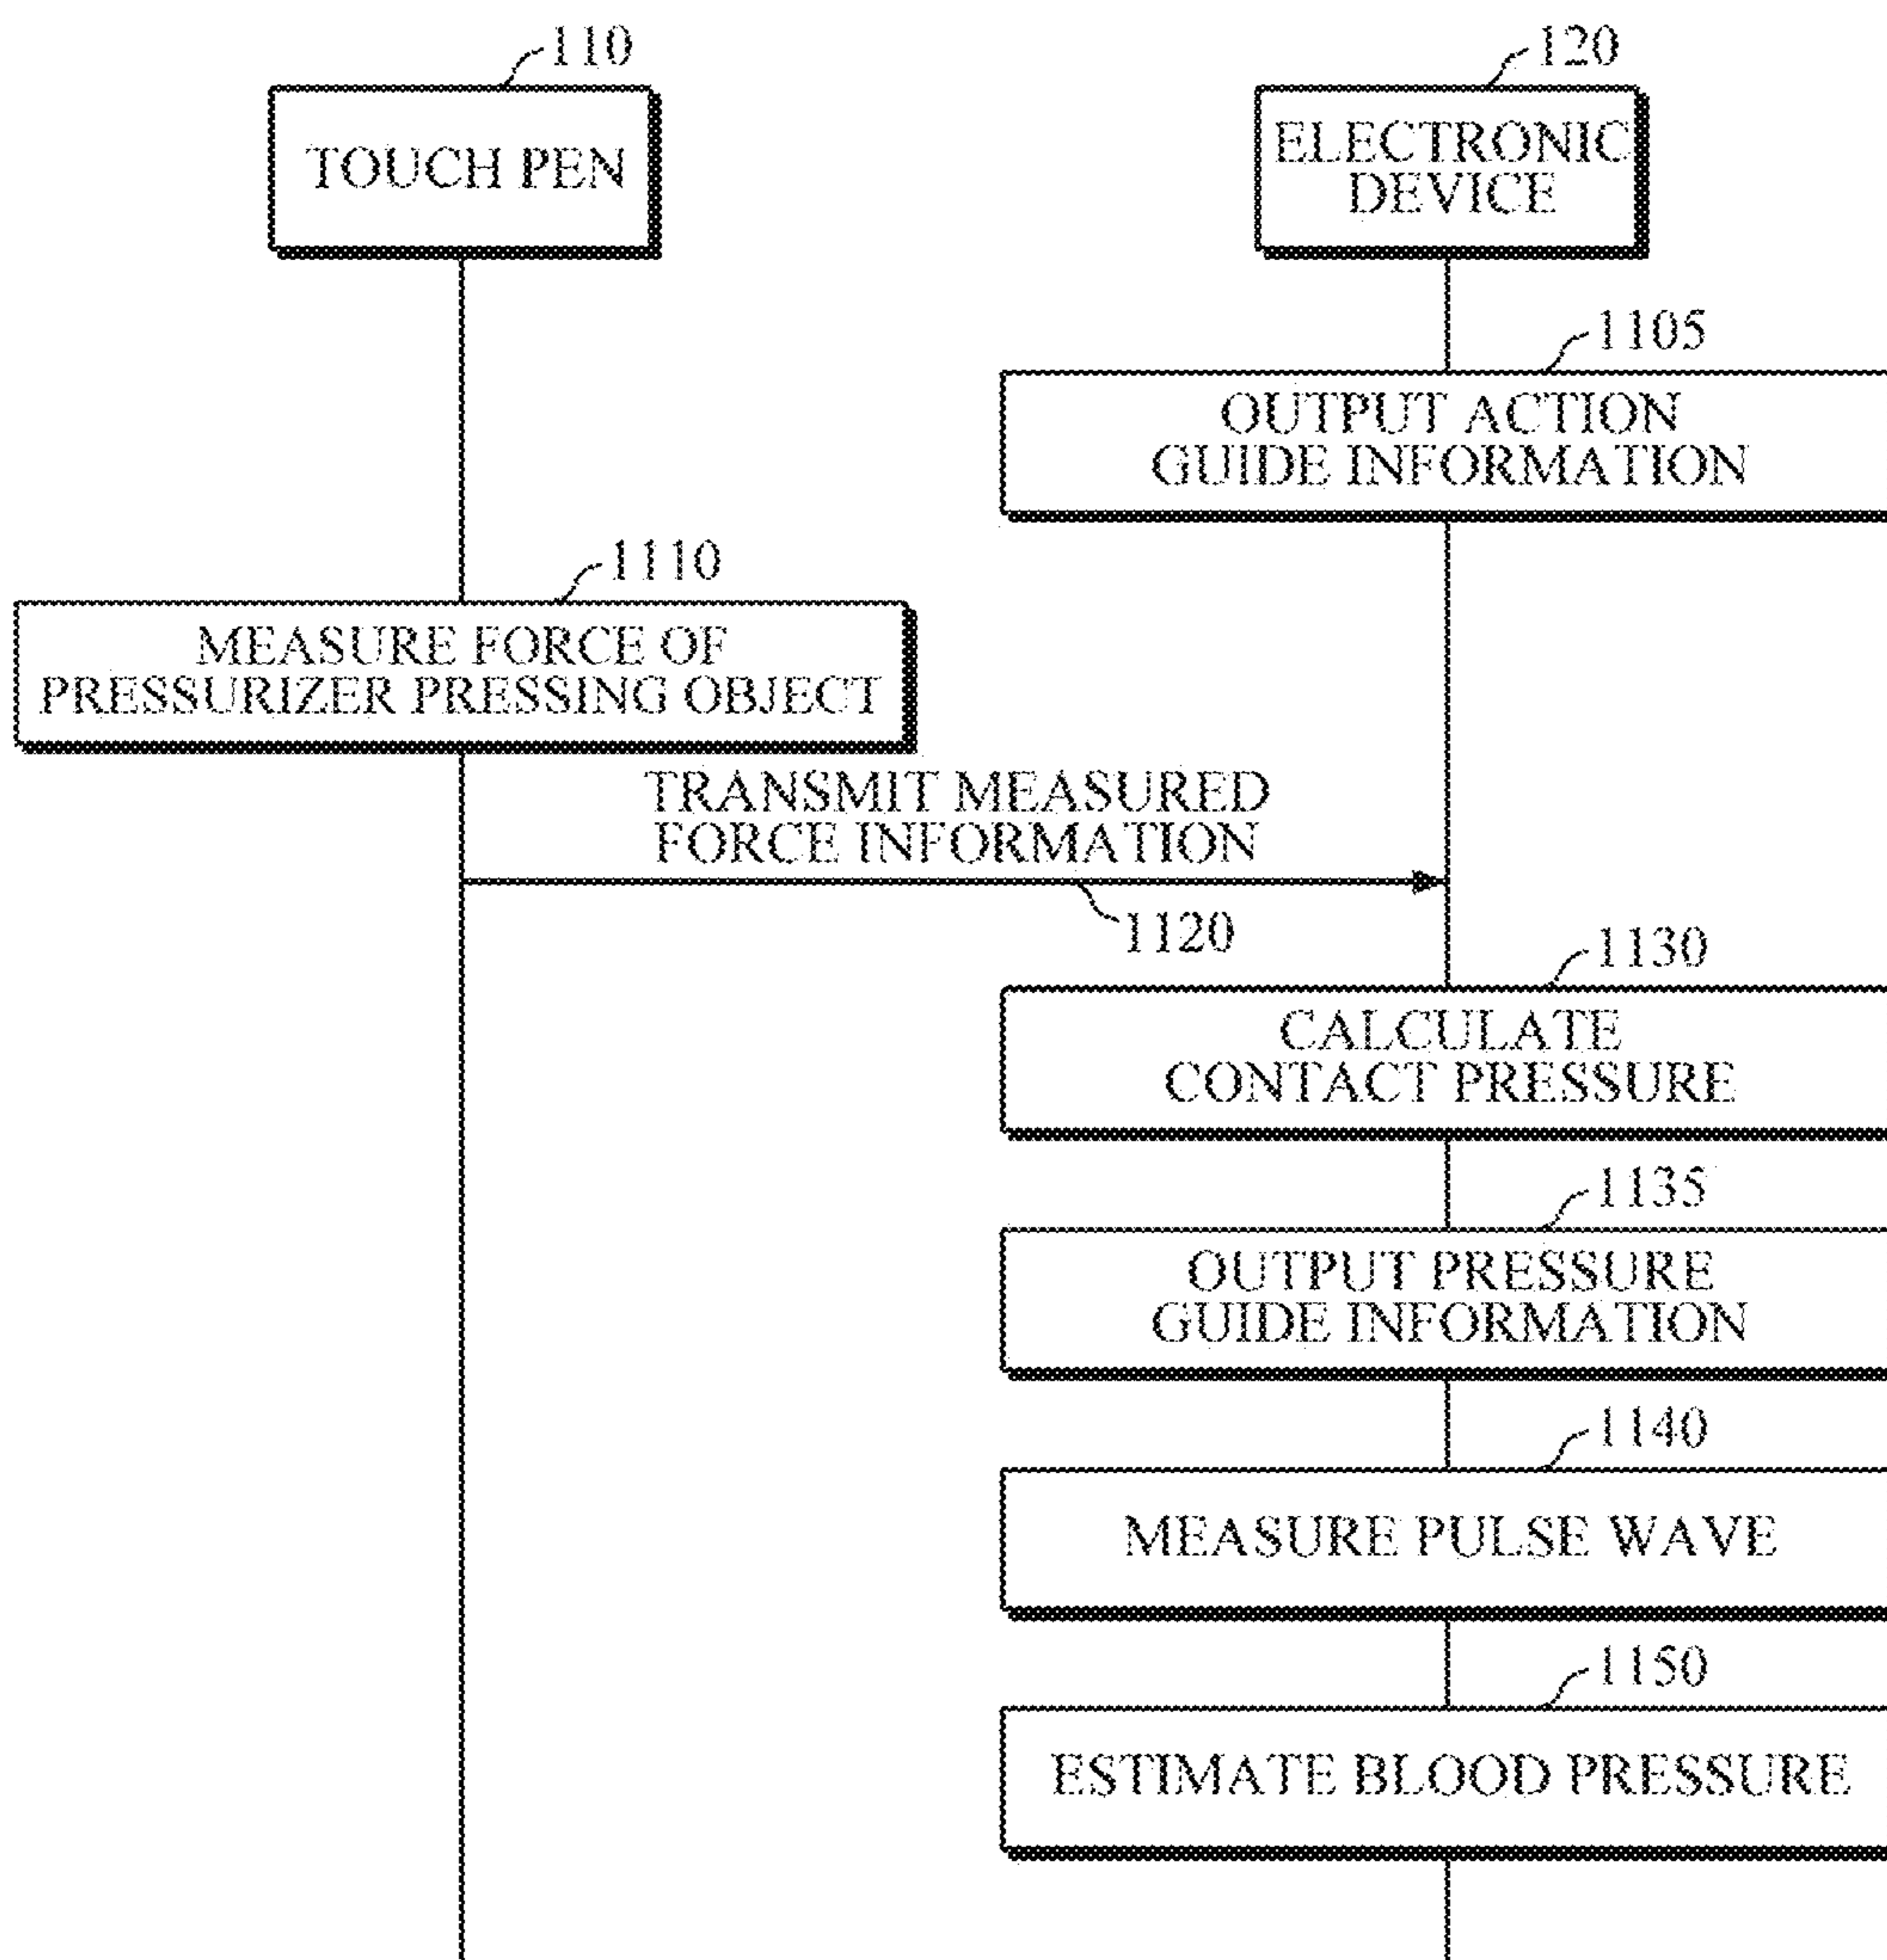 110
TOUCH PEN
120
ELECTRONIC
DEVICE
1105
OUTPUT ACTION
GUIDE INFORMATION
1110
MEASURE FORCE OF
PRESSURIZER PRESSING OBJECT
TRANSMIT MEASURED
FORCE INFORMATION
1120
1130
CALCULATE
CONTACT PRESSURE
1135
OUTPUT PRESSURE
GUIDE INFORMATION
1140
MEASURE PULSE WAVE
1150
ESTIMATE BLOOD PRESSURE